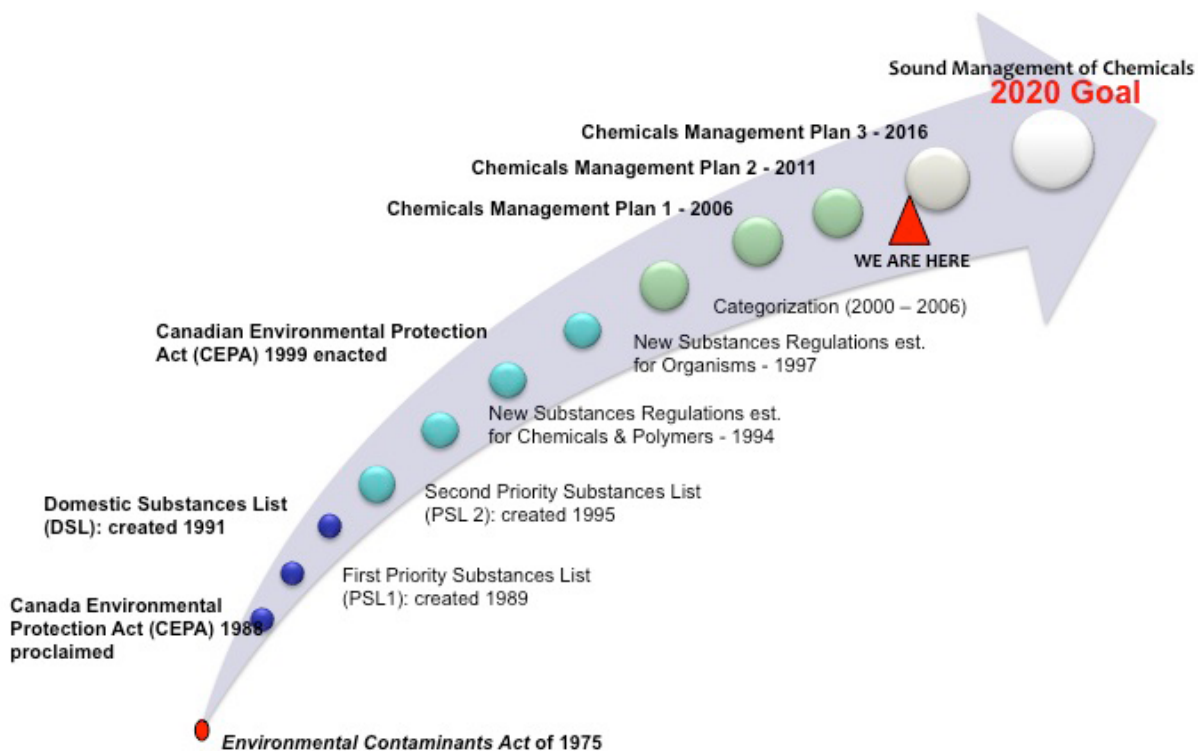 Sound Management of Chemicals
2020 Goal
Chemicals Management Plan 3 - 2016
Chemicals Management Plan 2 - 2011
Chemicals Management Plan 1 - 2006
WE ARE HERE
Categorization (2000 – 2006)
Canadian Environmental Protection
Act (CEPA) 1999 enacted
New Substances Regulations est.
for Organisms - 1997
New Substances Regulations est.
for Chemicals & Polymers - 1994
Domestic Substances List
(DSL): created 1991
Second Priority Substances List
(PSL 2): created 1995
First Priority Substances List
(PSL1): created 1989
Canada Environmental
Protection Act (CEPA) 1988
proclaimed
Environmental Contaminants Act of 1975